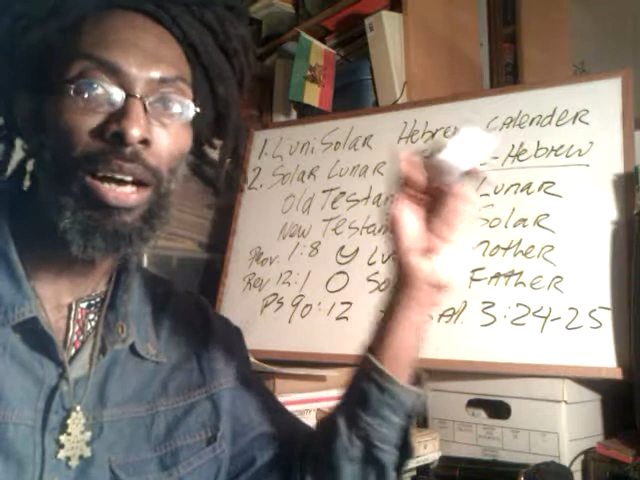 1. LuniSolar Hebrew Calender
2. Solar Lunar -Hebrew
Old Testam Lunar
New Testam Solar
Prov. 1:8 Mother
Rev 12:1 Father
Ps 90:12 3:24-25